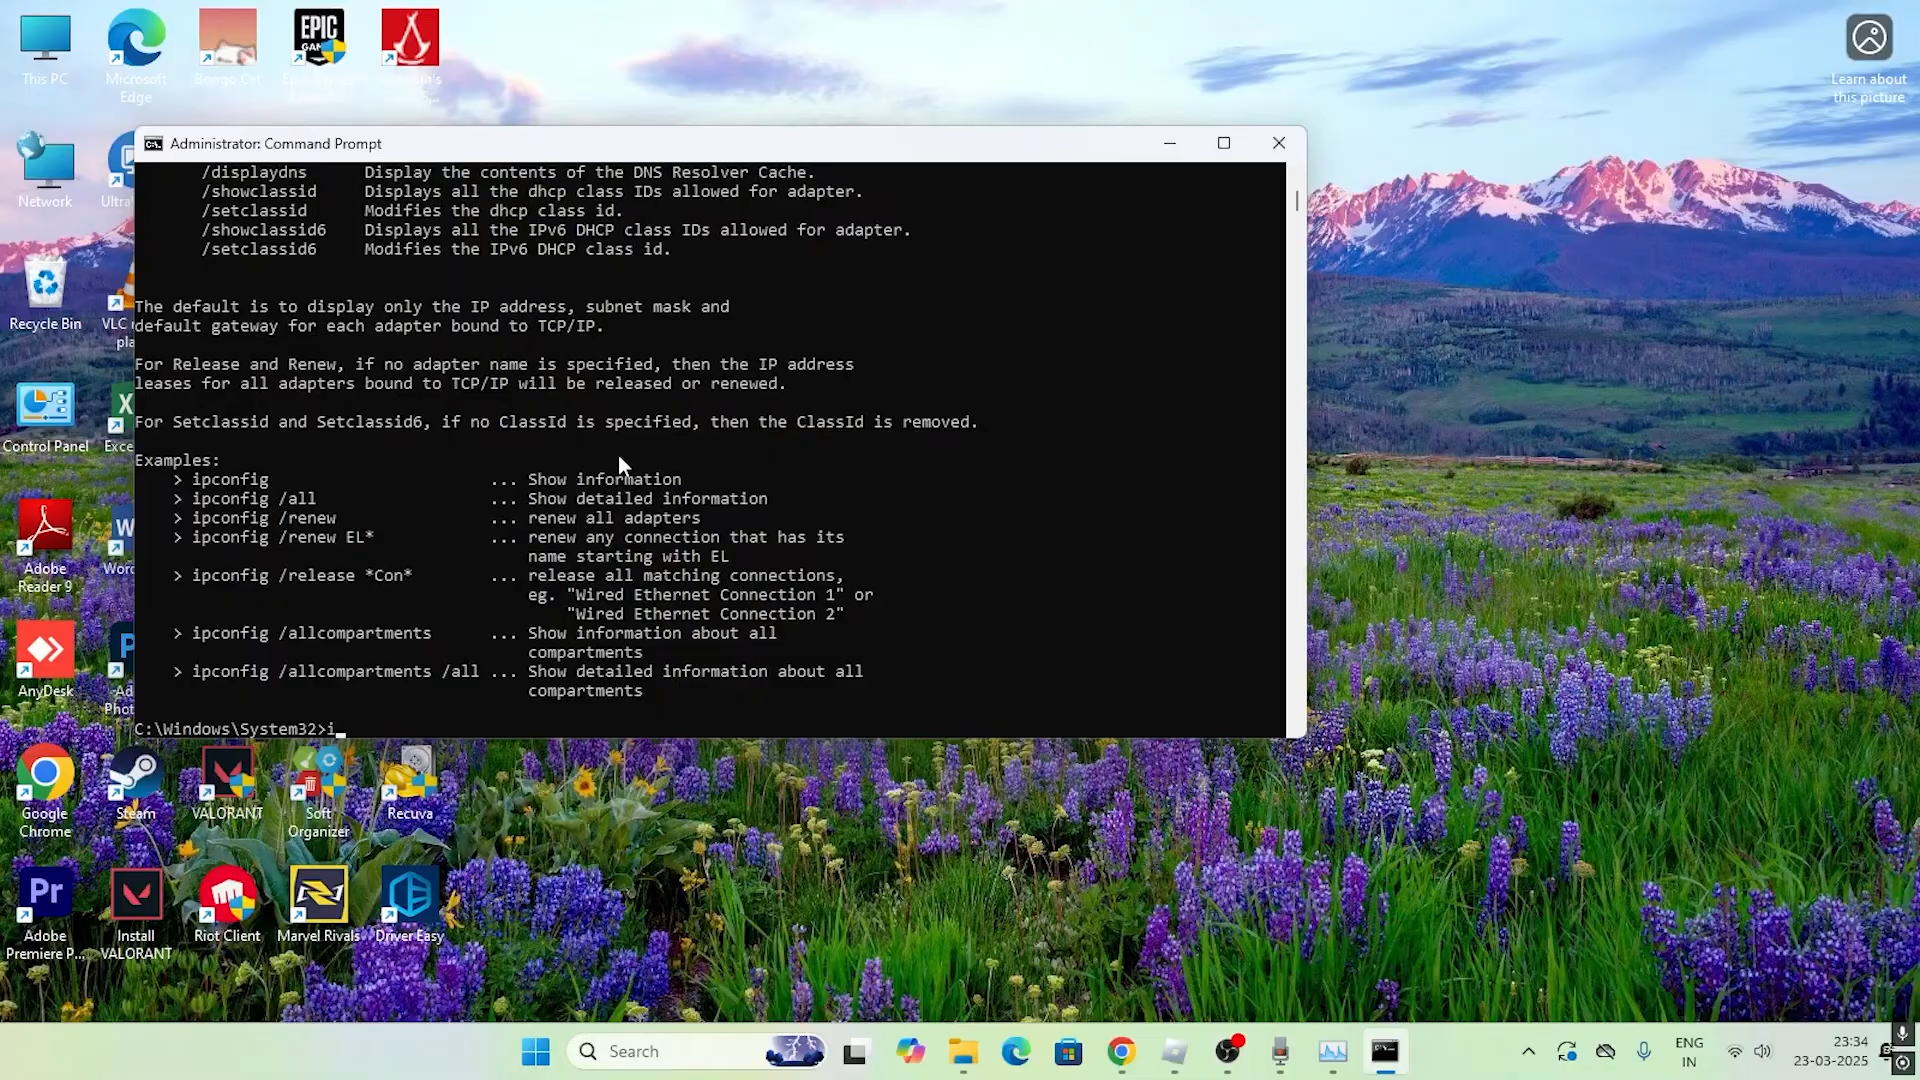 This PC
Microsoft
Edge
Bongo Cat
EPIC
GAMES
Learn about
this picture
Network
Recycle Bin
VLC
Control Panel
Adobe
Reader 9
AnyDesk
Administrator: Command Prompt
/displaydns Display the contents of the DNS Resolver Cache.
/showclassid Displays all the dhcp class IDs allowed for adapter.
/setclassid Modifies the dhcp class id.
/showclassid6 Displays all the IPv6 DHCP class IDs allowed for adapter.
/setclassid6 Modifies the IPv6 DHCP class id.
The default is to display only the IP address, subnet mask and
default gateway for each adapter bound to TCP/IP.
For Release and Renew, if no adapter name is specified, then the IP address
leases for all adapters bound to TCP/IP will be released or renewed.
For Setclassid and Setclassid6, if no ClassId is specified, then the ClassId is removed.
Examples:
> ipconfig ... Show information
> ipconfig /all ... Show detailed information
> ipconfig /renew ... renew all adapters
> ipconfig /renew EL* ... renew any connection that has its
name starting with EL
> ipconfig /release *Con* ... release all matching connections,
eg. "Wired Ethernet Connection 1" or
"Wired Ethernet Connection 2"
> ipconfig /allcompartments ... Show information about all
compartments
> ipconfig /allcompartments /all ... Show detailed information about all
compartments
C:\Windows\System32>i_
Google
Chrome
Steam
VALORANT
Soft
Organizer
Recuva
Pr
Adobe
Premiere P...
Install
VALORANT
Riot Client
Marvel Rivals
Driver Easy
Search
ENG
IN
23:34
23-03-2025